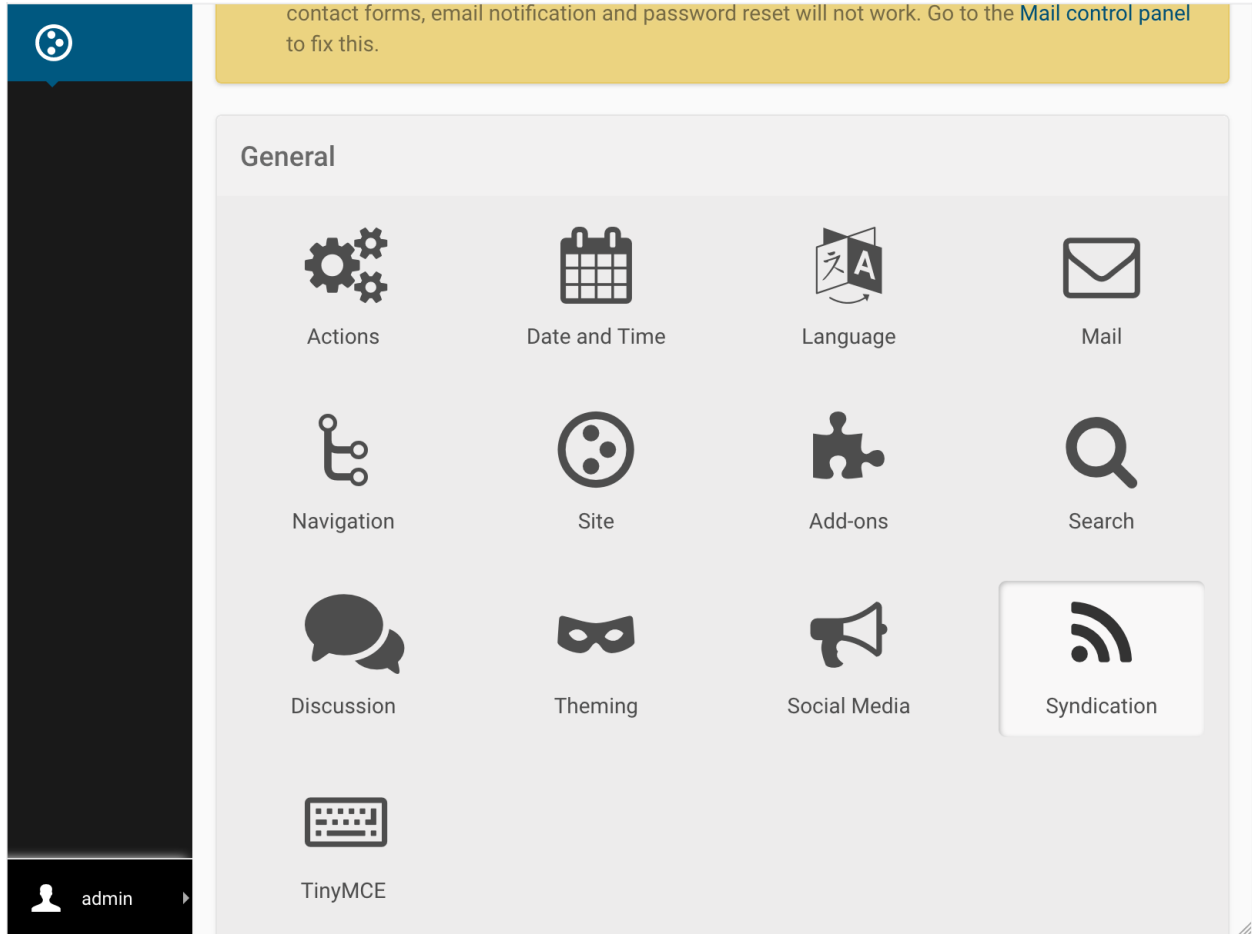 contact forms, email notification and password reset will not work. Go to the Mail control panel
to fix this.
General
Actions
Date and Time
Language
Mail
Navigation
Site
Add-ons
Search
Discussion
Theming
Social Media
Syndication
TinyMCE
admin